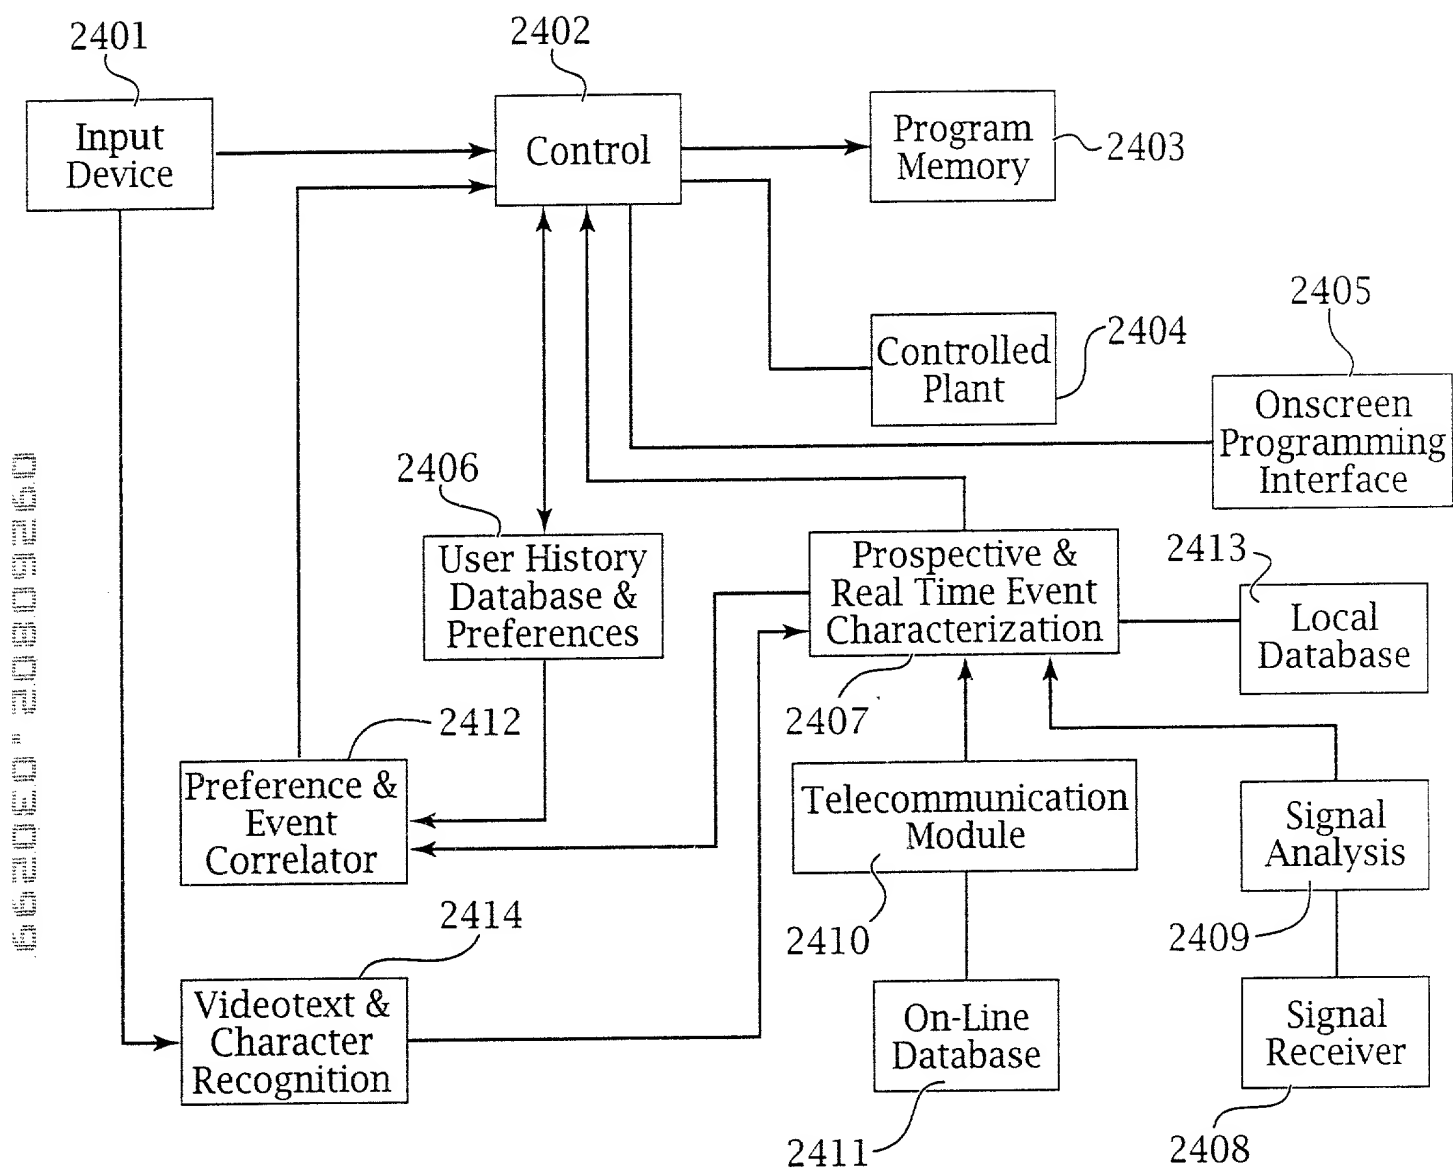 2401
2402
Input
Device
Control
Program
Memory
2403
2405
2404
Controlled
Plant
Onscreen
Programming
Interface
2406
User History
Database &
Preferences
Prospective &
Real Time Event
Characterization
2413
Local
Database
2407
2412
Preference &
Event
Correlator
Telecommunication
Module
Signal
Analysis
2414
2410
2409
Videotext &
Character
Recognition
On-Line
Database
Signal
Receiver
2411
2408
09260802.030299